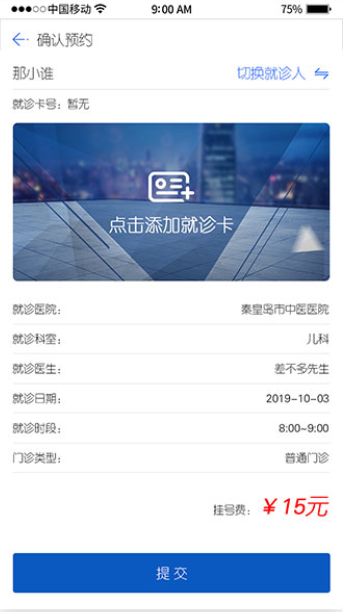 中国移动 9:00 AM 75%
确认预约
那小谁 切换就诊人
就诊卡号：暂无
点击添加就诊卡
就诊医院： 秦皇岛市中医医院
就诊科室： 儿科
就诊医生： 差不多先生
就诊日期： 2019-10-03
就诊时段： 8:00-9:00
门诊类型： 普通门诊
挂号费： ￥15元
提交